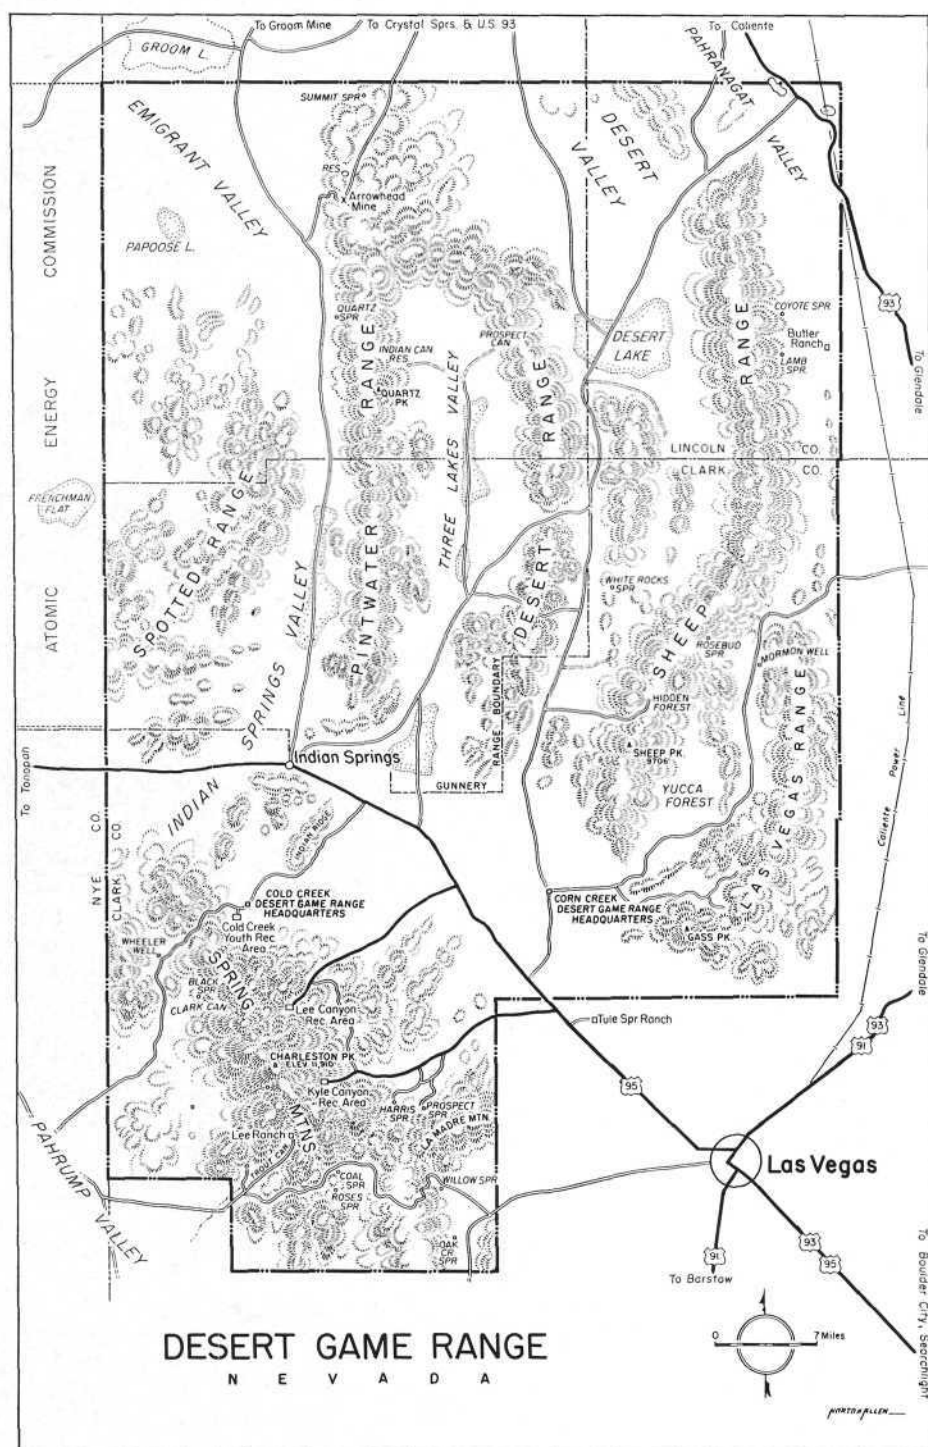 To Groom Mine
To Crystal Sprs. & U.S. 93
To Caliente
GROOM L.
PAHRANAGAT
VALLEY
SUMMIT SPR
EMIGRANT VALLEY
DESERT
VALLEY
RES
Arrowhead
Mine
COMMISSION
PAPOOSE L.
93
COYOTE SPR
Butler
Ranch
LAMB
SPR.
To Glendale
QUARTZ
SPR
PROSPECT
CAN
INDIAN CAN
RES
QUARTZ
PK
DESERT
LAKE
RANGE
RANGE
RANGE
ENERGY
THREE LAKES VALLEY
LINCOLN CO.
CLARK CO.
FRENCHMAN
FLAT
SPOTTED RANGE
PINTWATER
DESERT
SHEEP
ATOMIC
WHITE ROCKS
SPR
ROSEBUD
SPR
MORMON WELL
HIDDEN
FOREST
SHEEP PK
9706
YUCCA
FOREST
LAS VEGAS RANGE
INDIAN SPRINGS VALLEY
Indian Springs
GUNNERY RANGE BOUNDARY
To Tonopah
Caliente Power Line
NYE CO.
CLARK CO
INDIAN RIDGE
COLD CREEK
DESERT GAME RANGE
HEADQUARTERS
Cold Creek
Youth Rec
Area
CORN CREEK
DESERT GAME RANGE
HEADQUARTERS
GASS PK
WHEELER
WELL
BLACK
SPR
CLARK CAN
SPRING
MTNS
Lee Canyon
Rec. Area
Tule Spr Ranch
CHARLESTON PK
ELEV 11,910
Kyle Canyon
Rec. Area
HARRIS
SPR
PROSPECT
SPR
LA MADRE MTN.
Lee Ranch
TROUT CAN
COAL
SPR
ROSES
SPR
WILLOW SPR
OAK
CR
SPR
PAHRUMP
VALLEY
To Glendale
93
91
95
Las Vegas
91
To Barstow
93
95
To Boulder City, Searchlight
0 7 Miles
DESERT GAME RANGE
NEVADA
NORTON ALLEN